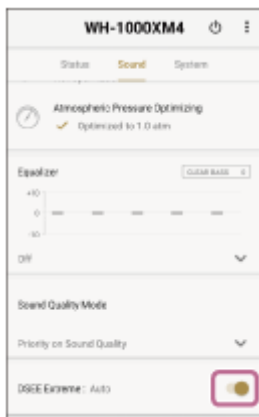 WH-1000XM4
Status Sound System
Atmospheric Pressure Optimizing
Optimized to 1.0 atm
Equalizer
CLEAR BASS 0
+10
0
-10
Off
Sound Quality Mode
Priority on Sound Quality
DSEE Extreme : Auto